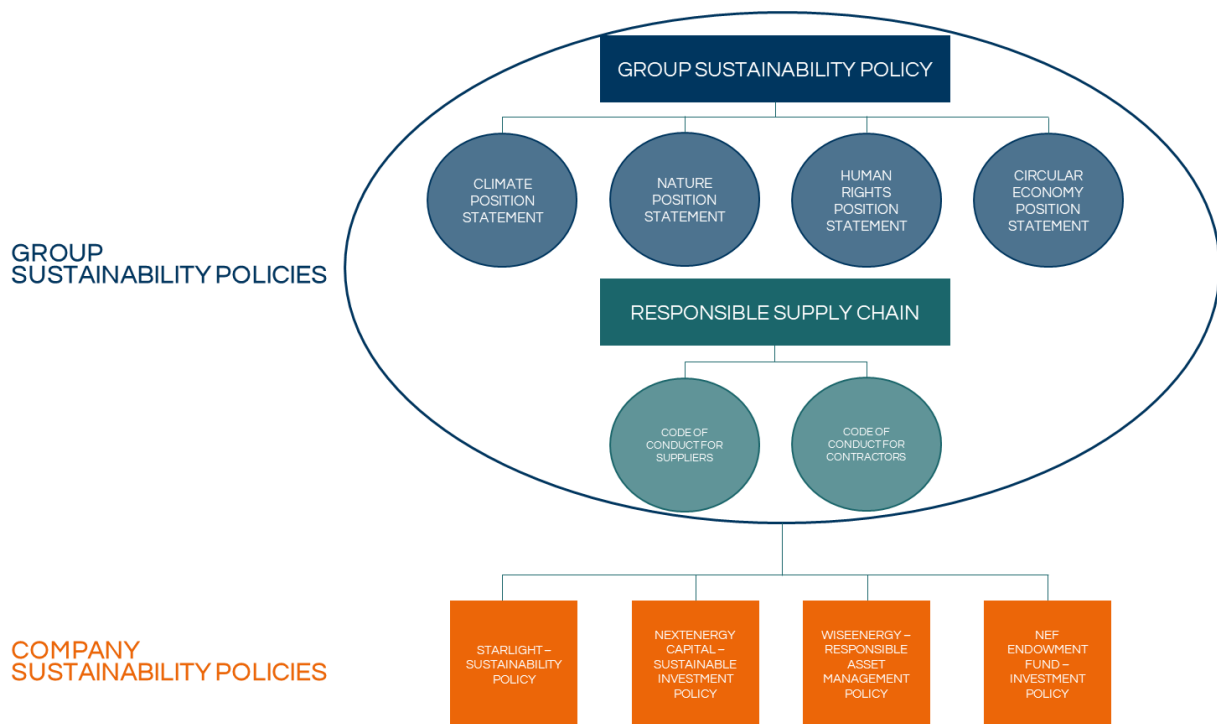 GROUP SUSTAINABILITY POLICY
CLIMATE
POSITION
STATEMENT
NATURE
POSITION
STATEMENT
HUMAN
RIGHTS
POSITION
STATEMENT
CIRCULAR
ECONOMY
POSITION
STATEMENT
GROUP
SUSTAINABILITY POLICIES
RESPONSIBLE SUPPLY CHAIN
CODE OF
CONDUCT FOR
SUPPLIERS
CODE OF
CONDUCT FOR
CONTRACTORS
COMPANY
SUSTAINABILITY POLICIES
STARLIGHT –
SUSTAINABILITY
POLICY
NEXTENERGY
CAPITAL –
SUSTAINABLE
INVESTMENT
POLICY
WISEENERGY –
RESPONSIBLE
ASSET
MANAGEMENT
POLICY
NEF
ENDOWMENT
FUND –
INVESTMENT
POLICY